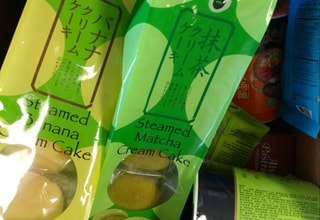 バナナ
クリーム
ケーキ
Steamed
Banana
Cream Cake
抹茶
クリーム
ケーキ
Steamed
Matcha
Cream Cake